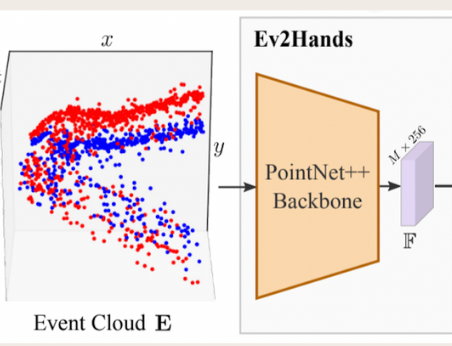 x
Ev2Hands
y
PointNet++
Backbone
M × 256
𝔽
Event Cloud E